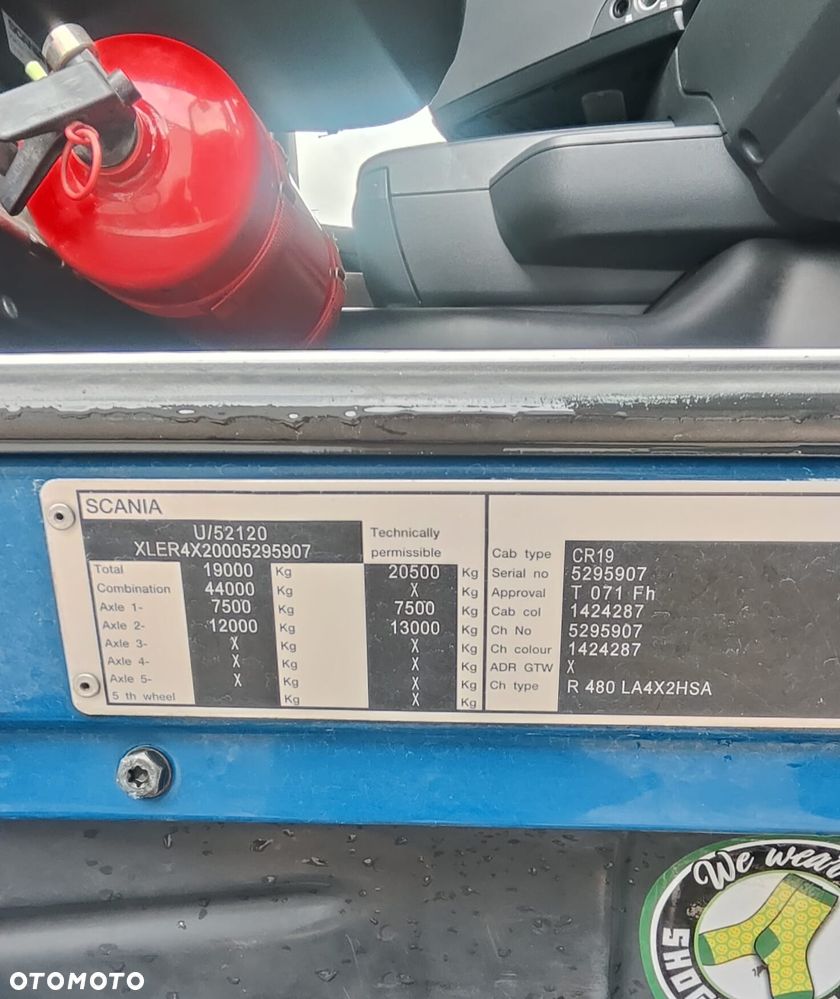 SCANIA
U/52120
XLER4X20005295907
Technically
permissible
Total 19000 Kg 20500 Kg
Combination 44000 Kg X Kg
Axle 1- 7500 Kg 7500 Kg
Axle 2- 12000 Kg 13000 Kg
Axle 3- X Kg X Kg
Axle 4- X Kg X Kg
Axle 5- X Kg X Kg
5 th wheel Kg X Kg
Cab type CR19
Serial no 5295907
Approval T 071 Fh
Cab col 1424287
Ch No 5295907
Ch colour 1424287
ADR GTW X
Ch type R 480 LA4X2HSA
We wear
OTOMOTO